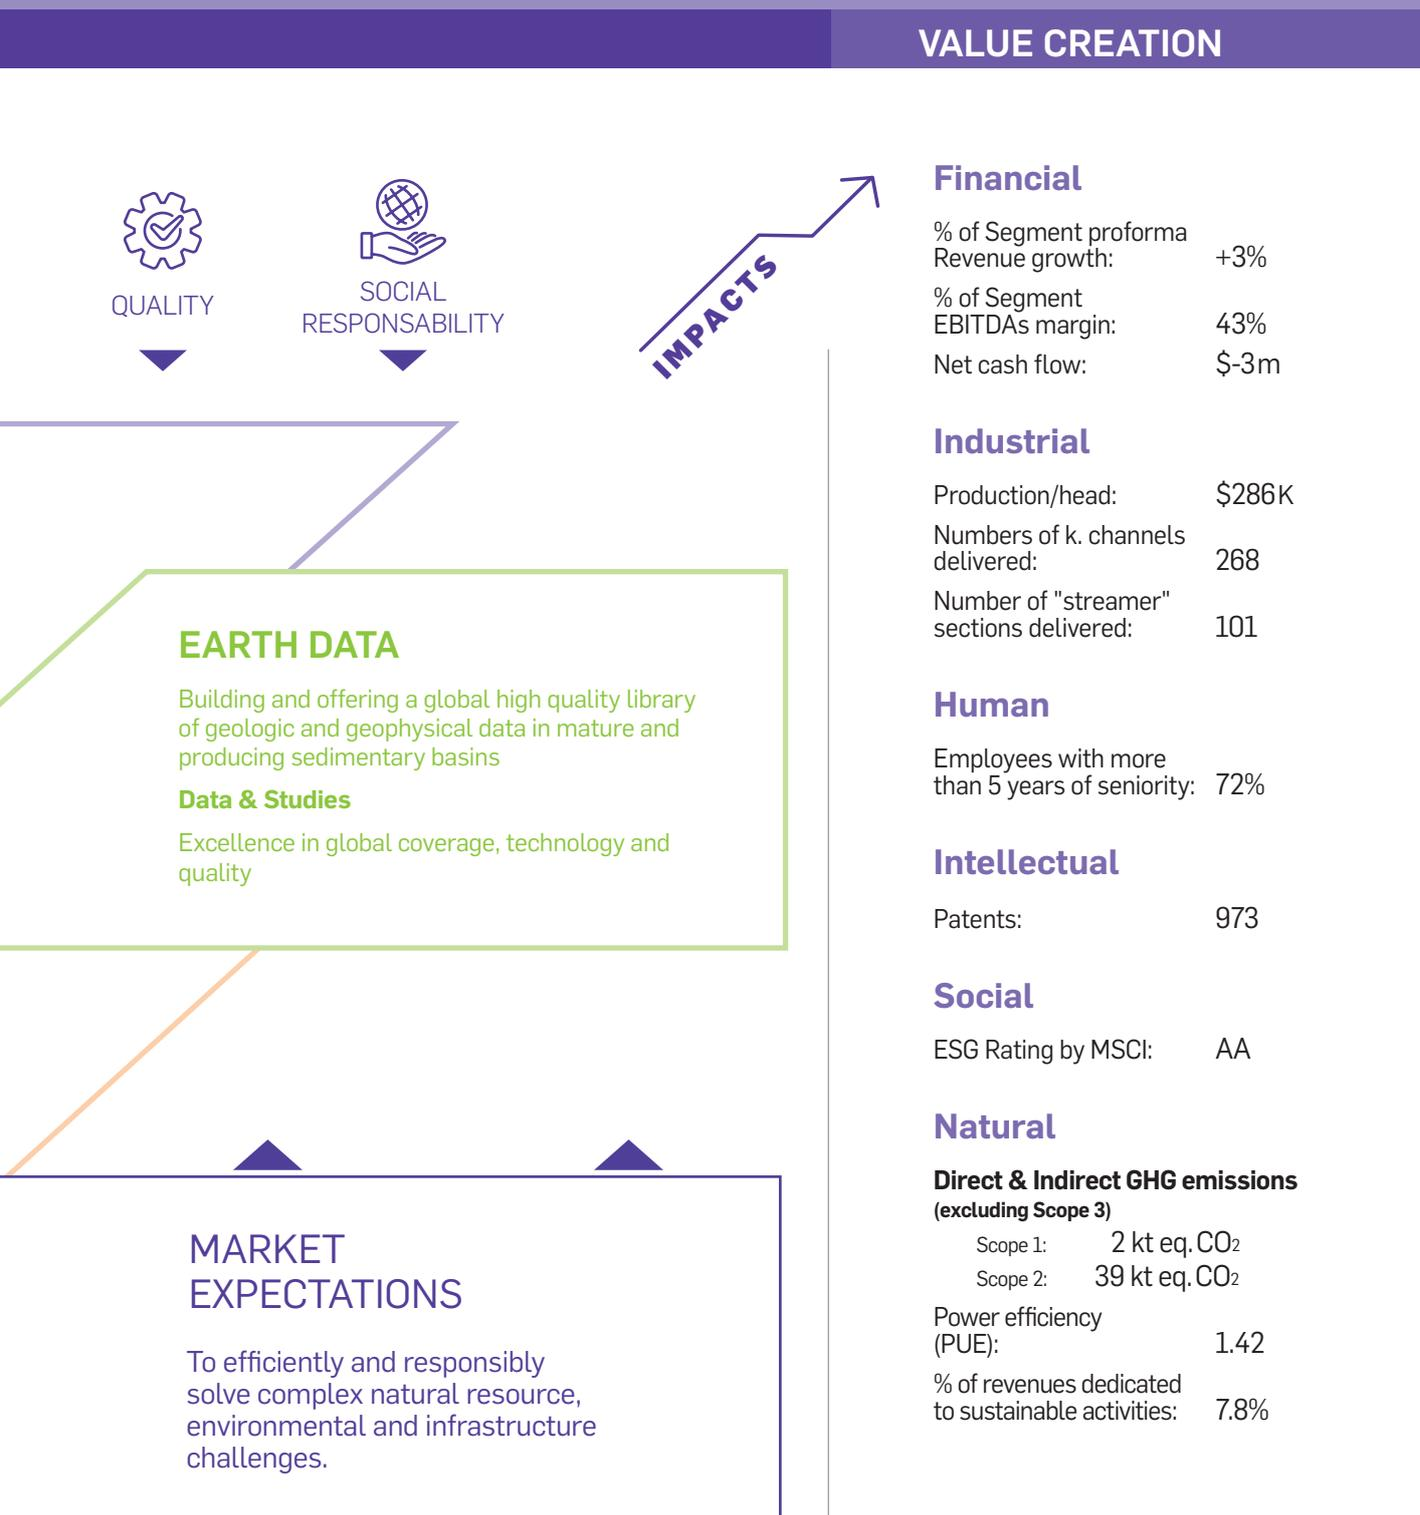 VALUE CREATION
QUALITY
SOCIAL
RESPONSABILITY
IMPACTS
EARTH DATA
Building and offering a global high quality library
of geologic and geophysical data in mature and
producing sedimentary basins
Data & Studies
Excellence in global coverage, technology and
quality
MARKET
EXPECTATIONS
To efficiently and responsibly
solve complex natural resource,
environmental and infrastructure
challenges.
Financial
% of Segment proforma
Revenue growth: +3%
% of Segment
EBITDAs margin: 43%
Net cash flow: $-3m
Industrial
Production/head: $286K
Numbers of k. channels
delivered: 268
Number of "streamer"
sections delivered: 101
Human
Employees with more
than 5 years of seniority: 72%
Intellectual
Patents: 973
Social
ESG Rating by MSCI: AA
Natural
Direct & Indirect GHG emissions
(excluding Scope 3)
Scope 1: 2 kt eq. CO2
Scope 2: 39 kt eq. CO2
Power efficiency
(PUE): 1.42
% of revenues dedicated
to sustainable activities: 7.8%